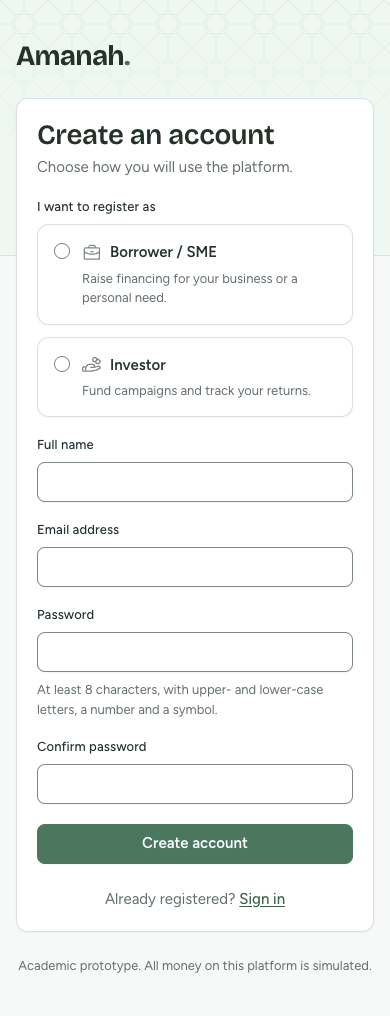 Amanah.
Create an account
Choose how you will use the platform.
I want to register as
Borrower / SME
Raise financing for your business or a
personal need.
Investor
Fund campaigns and track your returns.
Full name
Email address
Password
At least 8 characters, with upper- and lower-case
letters, a number and a symbol.
Confirm password
Create account
Already registered? Sign in
Academic prototype. All money on this platform is simulated.